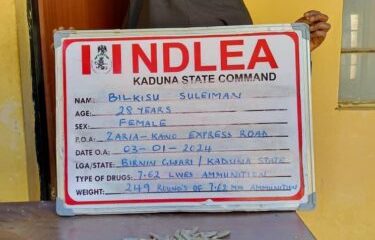 NDLEA
KADUNA STATE COMMAND
NAME: BILKISU SULEIMAN
AGE: 28 YEARS
SEX: FEMALE
P.O.A: ZARIA-KANO EXPRESS ROAD
DATE O.A: 03-01-2024
LGA/STATE: BIRNIN GWARI / KADUNA STATE
TYPE OF DRUGS: 7.62 LWES AMMUNITION
WEIGHT: 249 ROUNDS OF 7.62 MM AMMUNITION